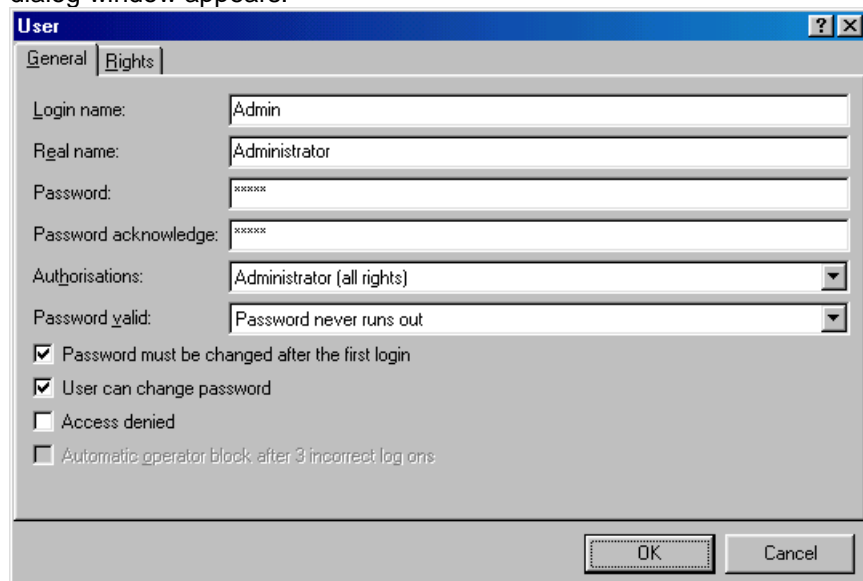 dialog window appears.
User
General Rights
Login name: Admin
Real name: Administrator
Password: *****
Password acknowledge: *****
Authorisations: Administrator (all rights)
Password valid: Password never runs out
Password must be changed after the first login
User can change password
Access denied
Automatic operator block after 3 incorrect log ons
OK Cancel